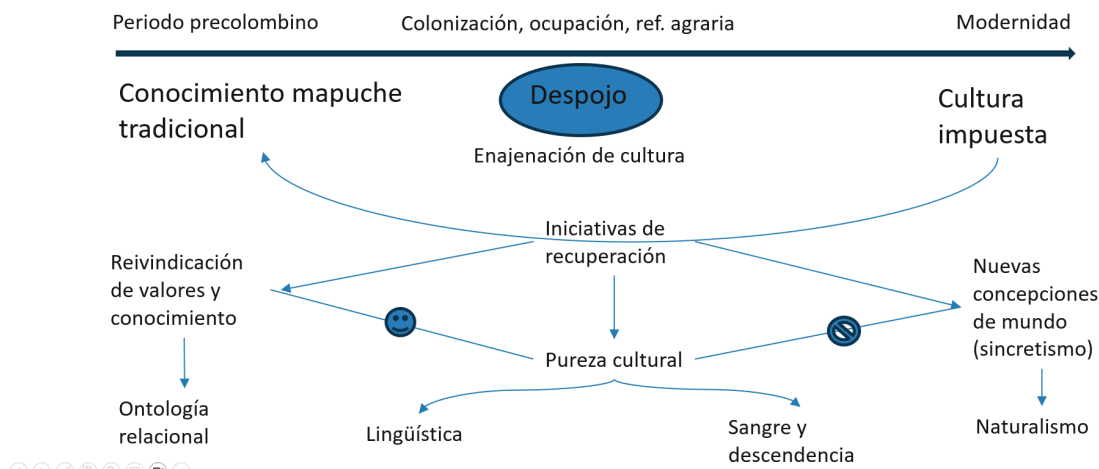 Periodo precolombino
Colonización, ocupación, ref. agraria
Modernidad
Conocimiento mapuche
tradicional
Despojo
Enajenación de cultura
Cultura
impuesta
Iniciativas de
recuperación
Reivindicación
de valores y
conocimiento
Nuevas
concepciones
de mundo
(sincretismo)
Pureza cultural
Ontología
relacional
Lingüística
Sangre y
descendencia
Naturalismo